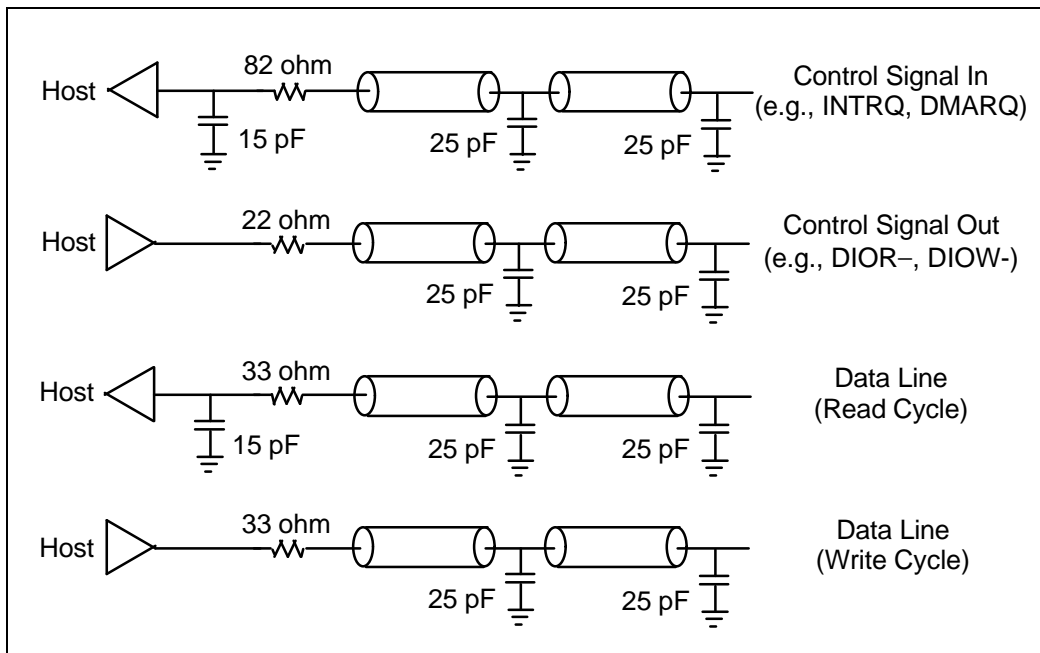 82 ohm
Host
Control Signal In
(e.g., INTRQ, DMARQ)
15 pF
25 pF
25 pF
22 ohm
Host
Control Signal Out
(e.g., DIOR−, DIOW-)
25 pF
25 pF
33 ohm
Host
Data Line
(Read Cycle)
15 pF
25 pF
25 pF
33 ohm
Host
Data Line
(Write Cycle)
25 pF
25 pF